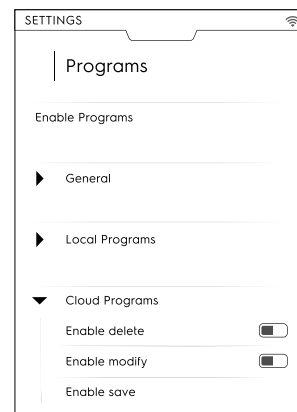 SETTINGS
Programs
Enable Programs
General
Local Programs
Cloud Programs
Enable delete
Enable modify
Enable save